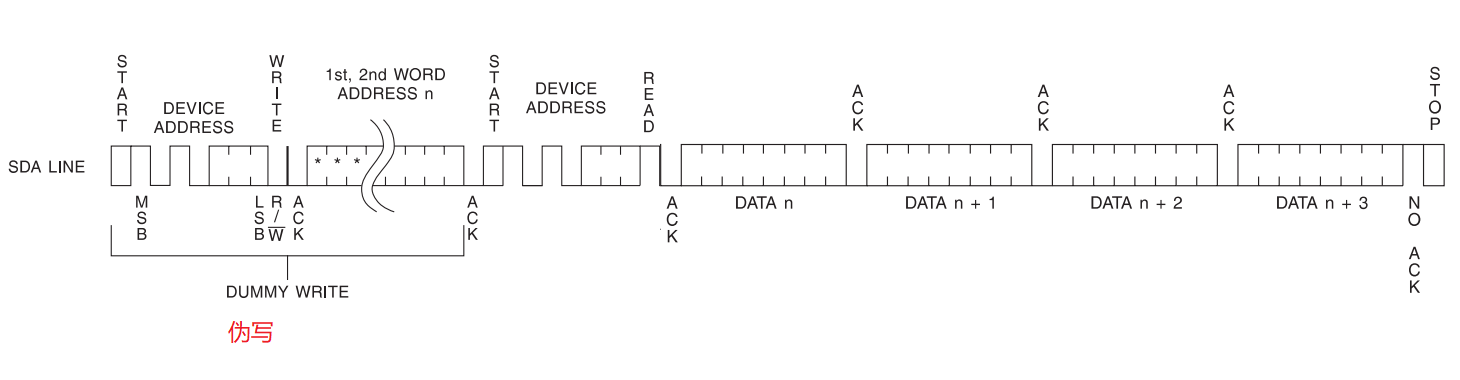 START
WRITE
1st, 2nd WORD
ADDRESS n
START
READ
ACK
ACK
ACK
STOP
DEVICE
ADDRESS
DEVICE
ADDRESS
SDA LINE
* * *
MSB
LSB
R/W̅
ACK
ACK
ACK
DATA n
DATA n + 1
DATA n + 2
DATA n + 3
NO ACK
DUMMY WRITE
伪写